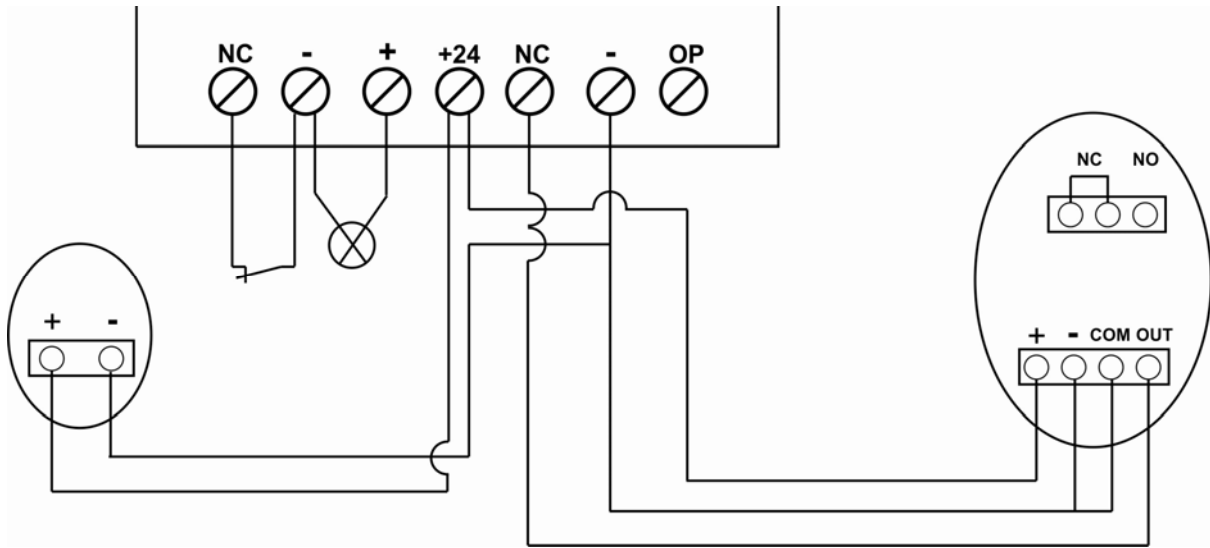 NC - + +24 NC - OP
NC NO
+ -
+ - COM OUT